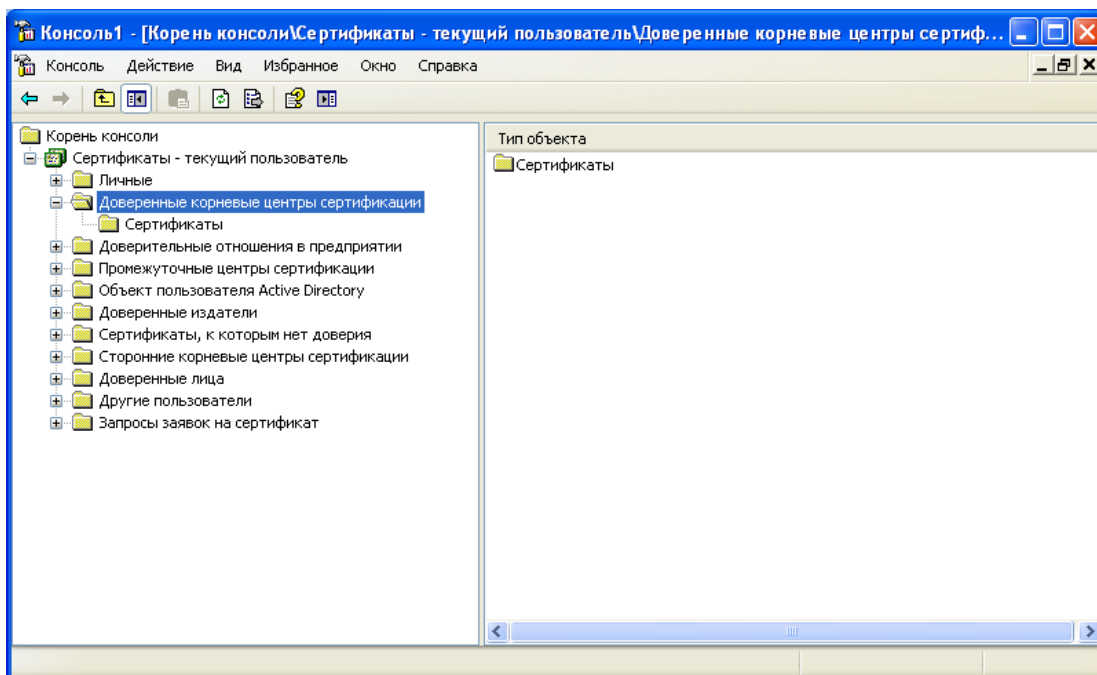 Консоль1 - [Корень консоли\Сертификаты - текущий пользователь\Доверенные корневые центры сертиф...
Консоль Действие Вид Избранное Окно Справка
Корень консоли
Сертификаты - текущий пользователь
Личные
Доверенные корневые центры сертификации
Сертификаты
Доверительные отношения в предприятии
Промежуточные центры сертификации
Объект пользователя Active Directory
Доверенные издатели
Сертификаты, к которым нет доверия
Сторонние корневые центры сертификации
Доверенные лица
Другие пользователи
Запросы заявок на сертификат
Тип объекта
Сертификаты